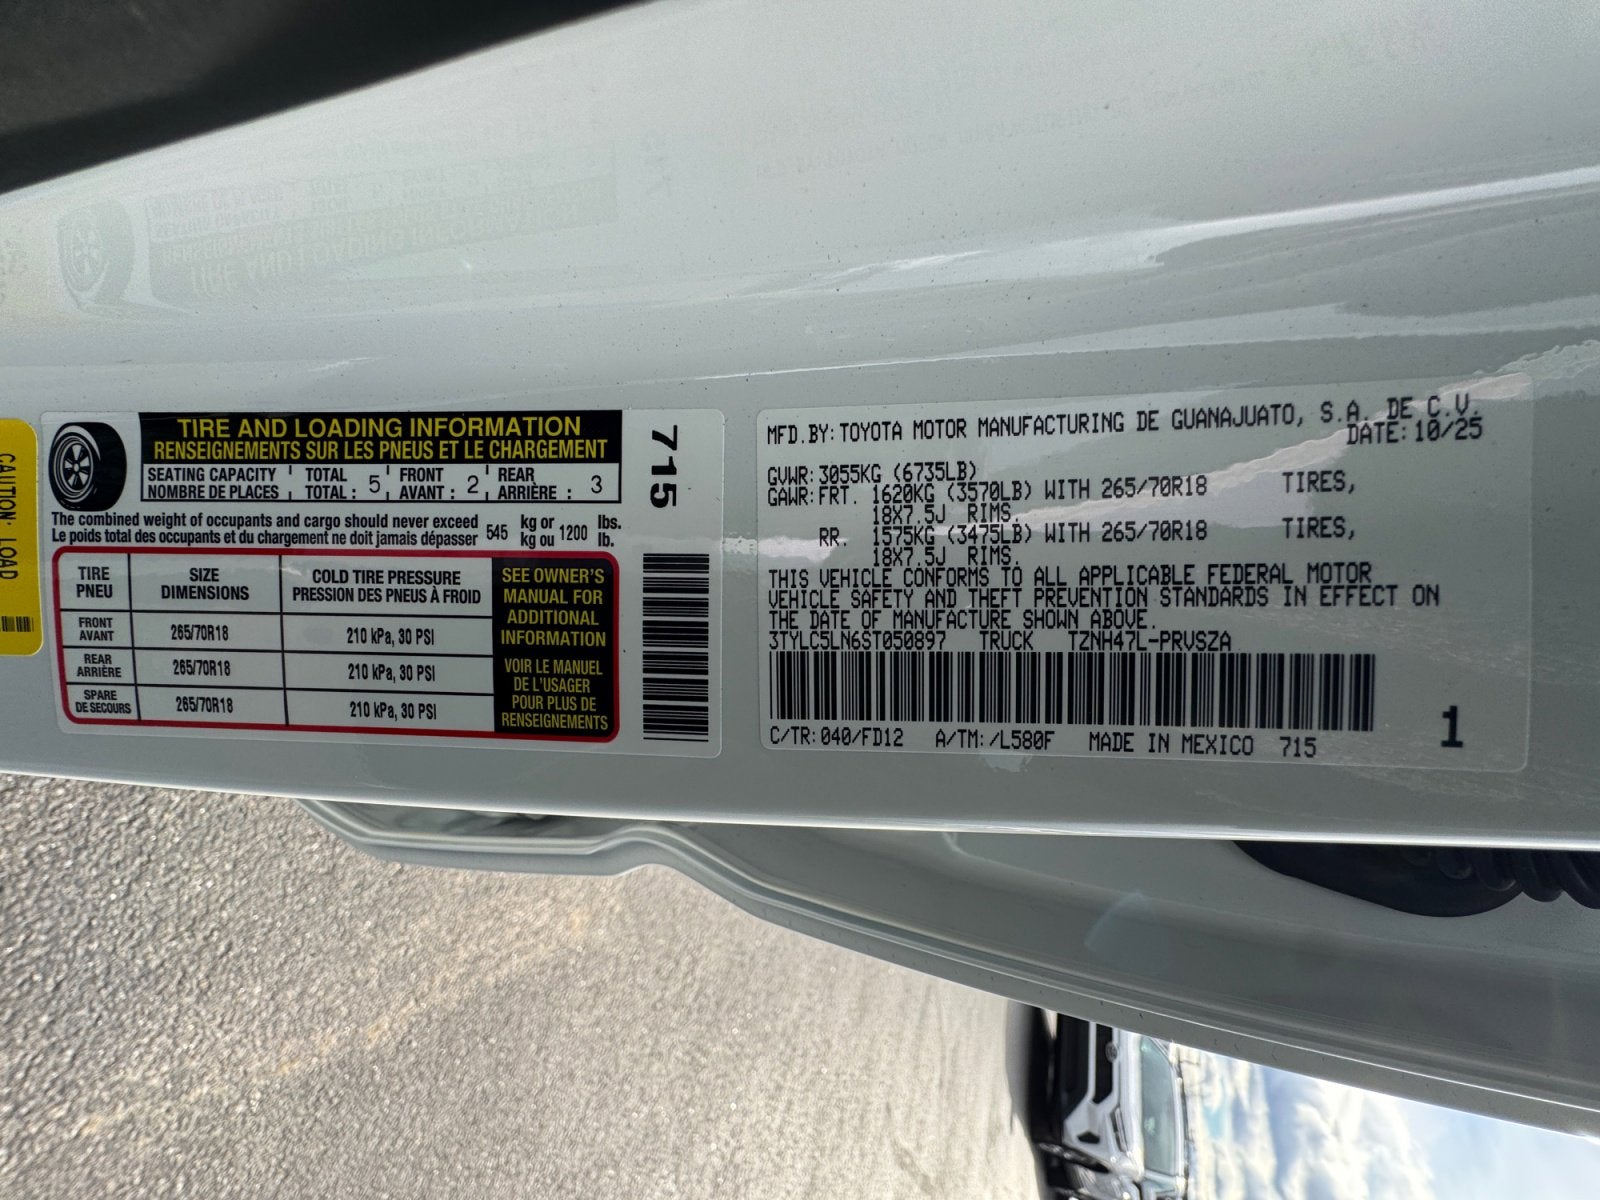 CAUTION: LOAD
TIRE AND LOADING INFORMATION
RENSEIGNEMENTS SUR LES PNEUS ET LE CHARGEMENT
SEATING CAPACITY TOTAL FRONT REAR
NOMBRE DE PLACES TOTAL : 5 AVANT : 2 ARRIÈRE : 3
The combined weight of occupants and cargo should never exceed 545 kg or 1200 lbs.
Le poids total des occupants et du chargement ne doit jamais dépasser kg ou lb.
TIRE SIZE COLD TIRE PRESSURE
PNEU DIMENSIONS PRESSION DES PNEUS À FROID
FRONT
AVANT 265/70R18 210 kPa, 30 PSI
REAR
ARRIÈRE 265/70R18 210 kPa, 30 PSI
SPARE
DE SECOURS 265/70R18 210 kPa, 30 PSI
SEE OWNER'S
MANUAL FOR
ADDITIONAL
INFORMATION
VOIR LE MANUEL
DE L'USAGER
POUR PLUS DE
RENSEIGNEMENTS
715
MFD.BY:TOYOTA MOTOR MANUFACTURING DE GUANAJUATO, S.A. DE C.V.
DATE:10/25
GVWR:3055KG (6735LB)
GAWR:FRT. 1620KG (3570LB) WITH 265/70R18 TIRES,
18X7.5J RIMS.
RR. 1575KG (3475LB) WITH 265/70R18 TIRES,
18X7.5J RIMS.
THIS VEHICLE CONFORMS TO ALL APPLICABLE FEDERAL MOTOR
VEHICLE SAFETY AND THEFT PREVENTION STANDARDS IN EFFECT ON
THE DATE OF MANUFACTURE SHOWN ABOVE.
3TYLC5LN6ST050897 TRUCK TZNH47L-PRVSZA
C/TR:040/FD12 A/TM:/L580F MADE IN MEXICO 715
1